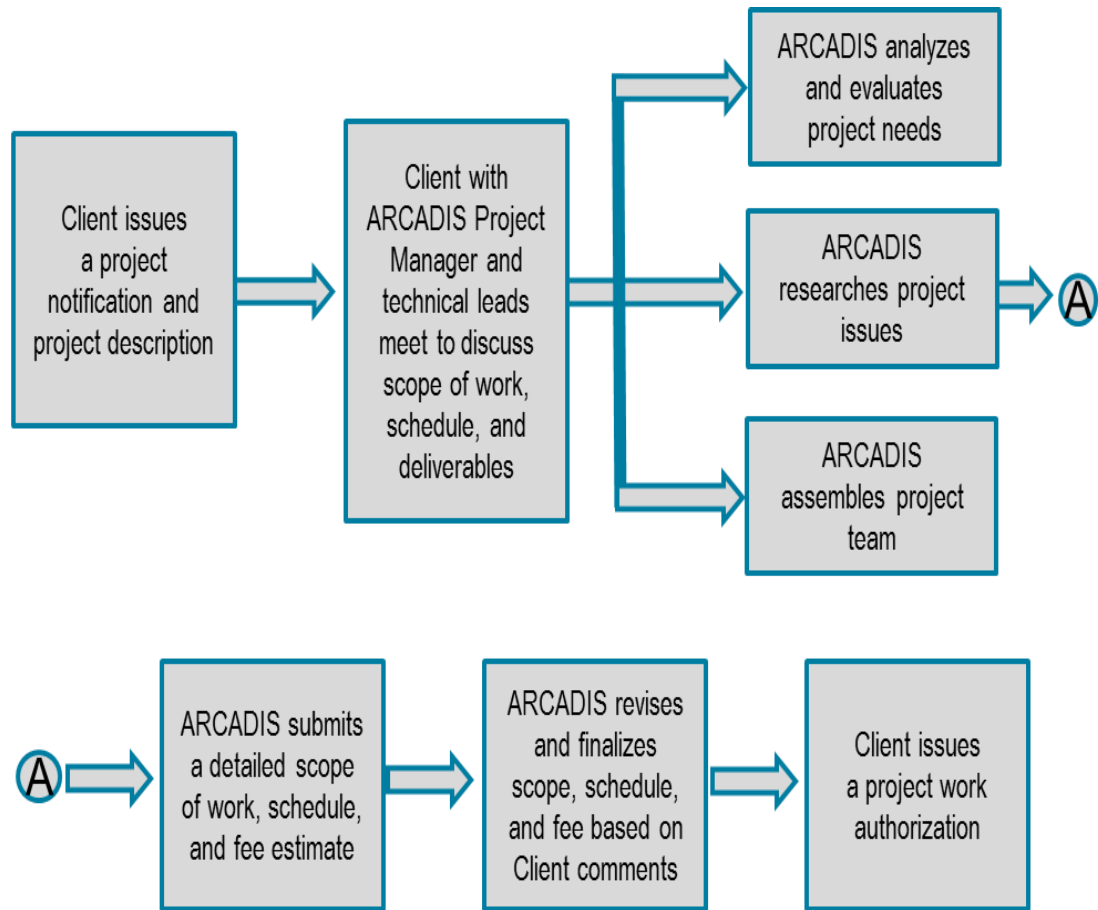 Client issues
a project
notification and
project description
Client with
ARCADIS Project
Manager and
technical leads
meet to discuss
scope of work,
schedule, and
deliverables
ARCADIS analyzes
and evaluates
project needs
ARCADIS
researches project
issues
A
ARCADIS
assembles project
team
A
ARCADIS submits
a detailed scope
of work, schedule,
and fee estimate
ARCADIS revises
and finalizes
scope, schedule,
and fee based on
Client comments
Client issues
a project work
authorization